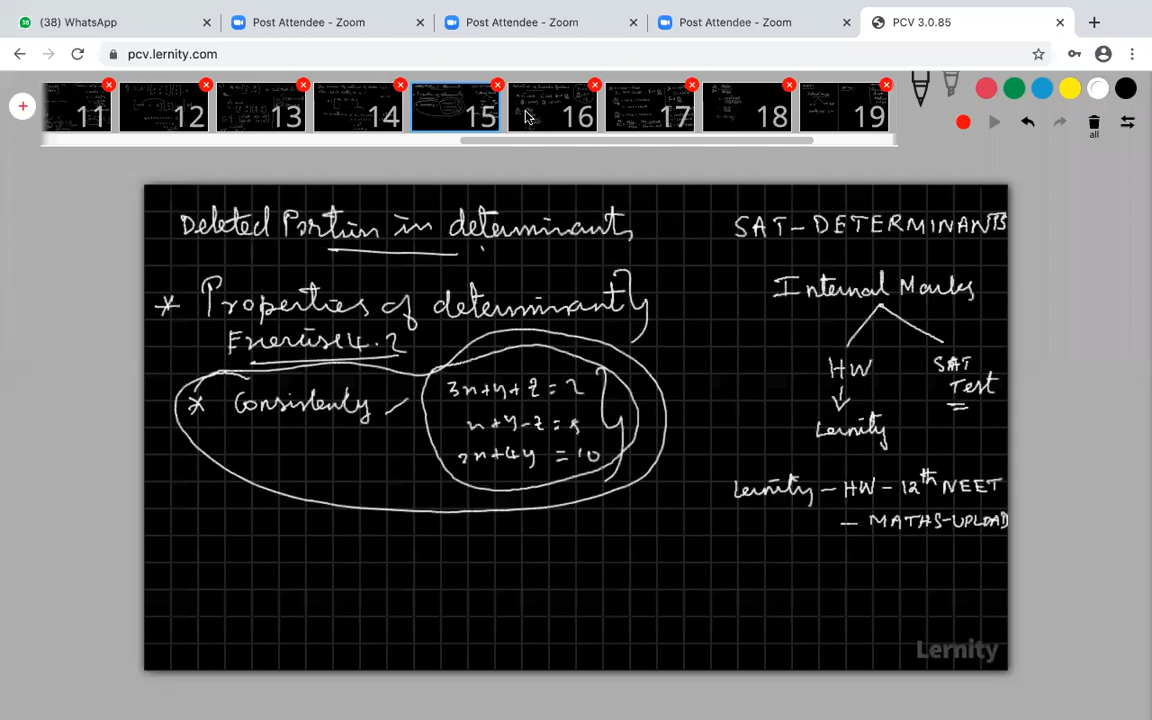 (38) WhatsApp
Post Attendee - Zoom
Post Attendee - Zoom
Post Attendee - Zoom
PCV 3.0.85
pcv.lernity.com
11
12
13
14
15
16
17
18
19
all
Deleted Portion in determinants
* Properties of determinants
Exercise 4.2
* Consistenty
3x+y+z=2
x+y-z=5
2x+4y =10
SAT-DETERMINANTS
Internal Marks
HW
SAT
Test
Lernity
Lernity - HW - 12th NEET
- MATHS-UPLOAD
Lernity